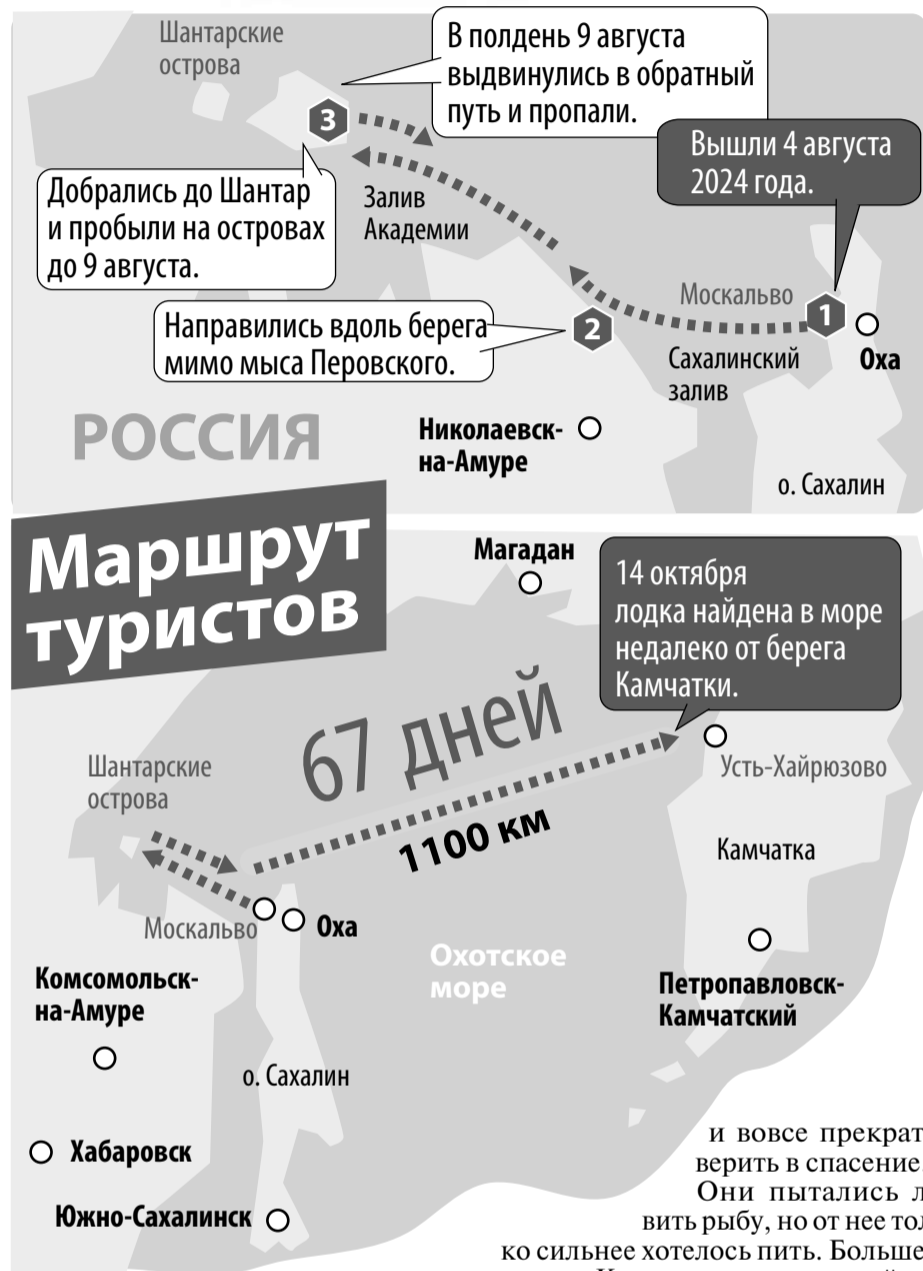 Шантарские
острова
В полдень 9 августа
выдвинулись в обратный
путь и пропали.
3
Вышли 4 августа
2024 года.
Добрались до Шантар
и пробыли на островах
до 9 августа.
Залив
Академии
Москальво
1
Оха
Направились вдоль берега
мимо мыса Перовского.
2
Сахалинский
залив
РОССИЯ
Николаевск-
на-Амуре
о. Сахалин
Маршрут
туристов
Магадан
14 октября
лодка найдена в море
недалеко от берега
Камчатки.
67 дней
1100 км
Шантарские
острова
Усть-Хайрюзово
Камчатка
Москальво
Оха
Охотское
море
Комсомольск-
на-Амуре
Петропавловск-
Камчатский
о. Сахалин
Хабаровск
Южно-Сахалинск
и вовсе прекрат
верить в спасение
Они пытались л
вить рыбу, но от нее тол
ко сильнее хотелось пить. Больше